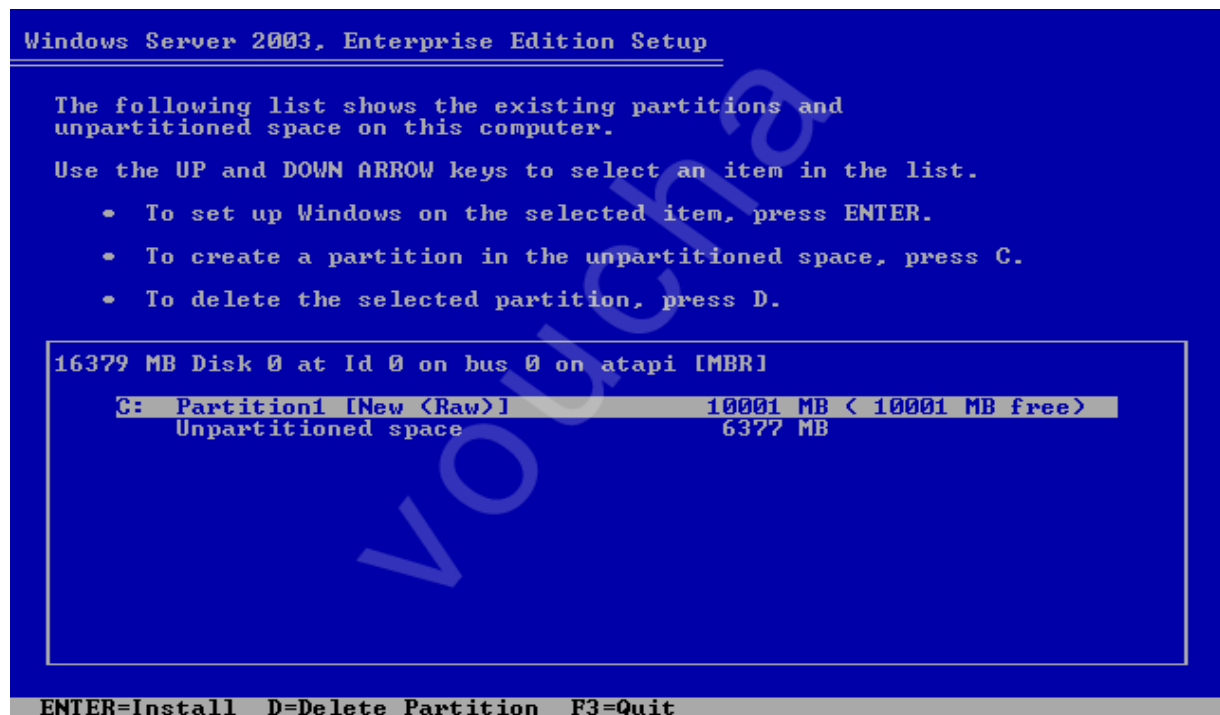 Windows Server 2003, Enterprise Edition Setup
The following list shows the existing partitions and
unpartitioned space on this computer.
Use the UP and DOWN ARROW keys to select an item in the list.
• To set up Windows on the selected item, press ENTER.
• To create a partition in the unpartitioned space, press C.
• To delete the selected partition, press D.
16379 MB Disk 0 at Id 0 on bus 0 on atapi [MBR]
C: Partition1 [New (Raw)] 10001 MB ( 10001 MB free)
Unpartitioned space 6377 MB
ENTER=Install D=Delete Partition F3=Quit
voucha